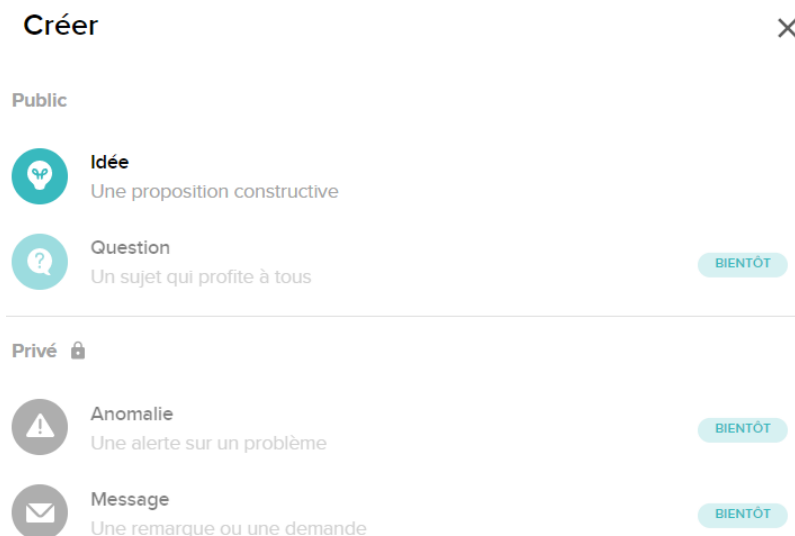 Créer
Public
Idée
Une proposition constructive
Question
Un sujet qui profite à tous
BIENTÔT
Privé
Anomalie
Une alerte sur un problème
BIENTÔT
Message
Une remarque ou une demande
BIENTÔT